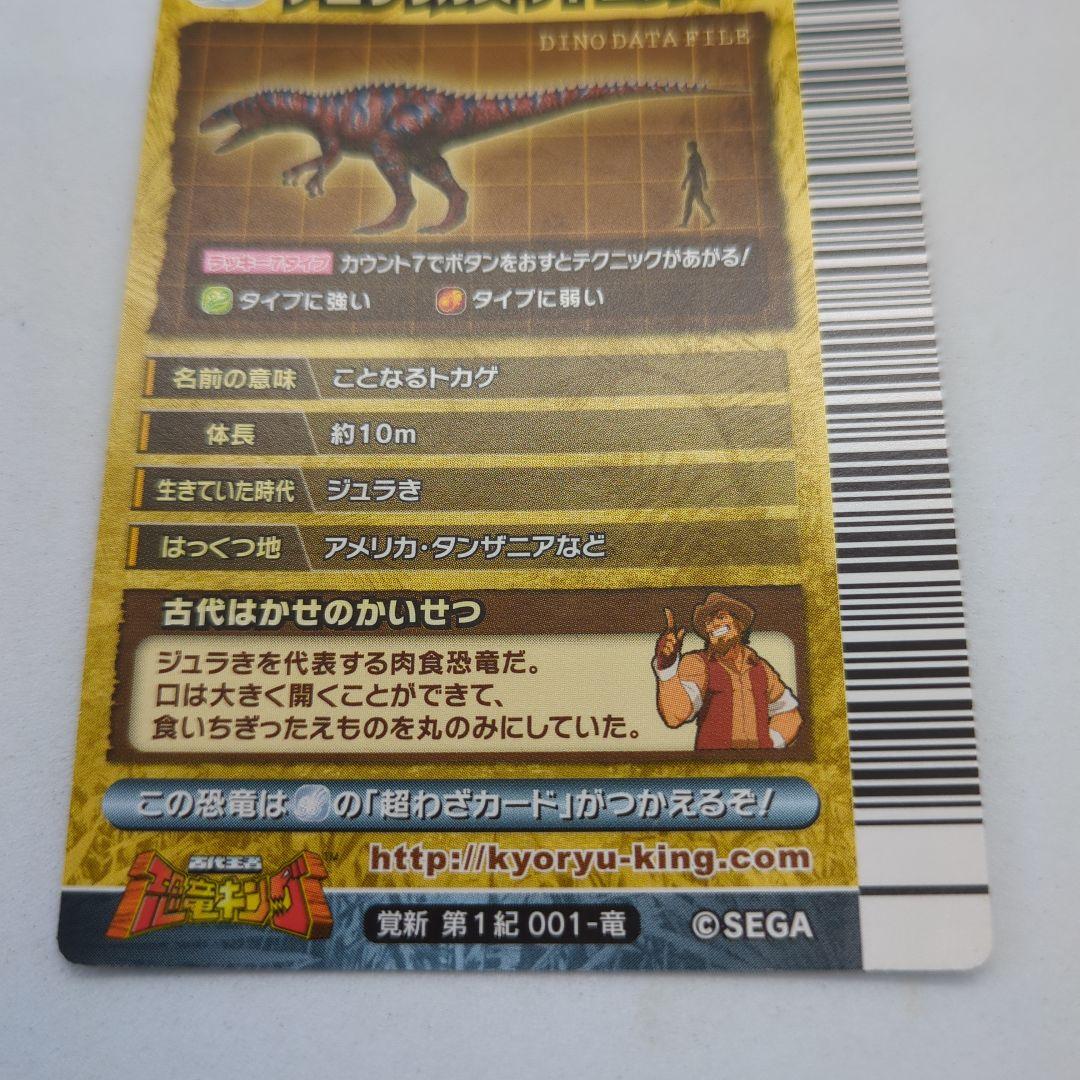 DINO DATA FILE
ラッキー7タイプ カウント7でボタンをおすとテクニックがあがる!
タイプに強い タイプに弱い
名前の意味 ことなるトカゲ
体長 約10m
生きていた時代 ジュラき
はっくつ地 アメリカ・タンザニアなど
古代はかせのかいせつ
ジュラきを代表する肉食恐竜だ。
口は大きく開くことができて、
食いちぎったえものを丸のみにしていた。
この恐竜は の「超わざカード」がつかえるぞ!
古代王者
恐竜キング TM
http://kyoryu-king.com
覚新 第1紀 001-竜
©SEGA